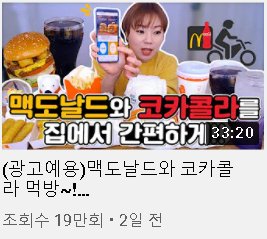 맥도날드와 코카콜라를
집에서 간편하게
33:20
(광고예용)맥도날드와 코카콜
라 먹방~!...
조회수 19만회 • 2일 전